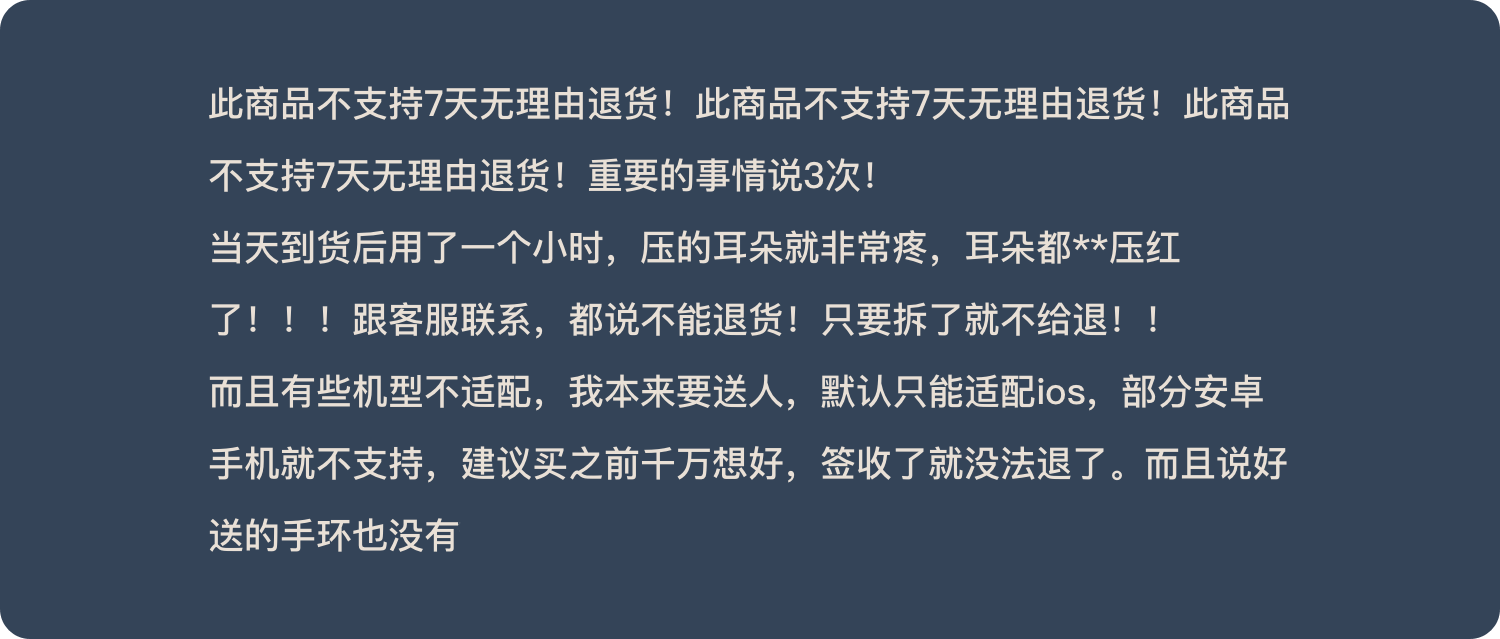 此商品不支持7天无理由退货！此商品不支持7天无理由退货！此商品
不支持7天无理由退货！重要的事情说3次！
当天到货后用了一个小时，压的耳朵就非常疼，耳朵都**压红
了！！！跟客服联系，都说不能退货！只要拆了就不给退！！
而且有些机型不适配，我本来要送人，默认只能适配ios，部分安卓
手机就不支持，建议买之前千万想好，签收了就没法退了。而且说好
送的手环也没有